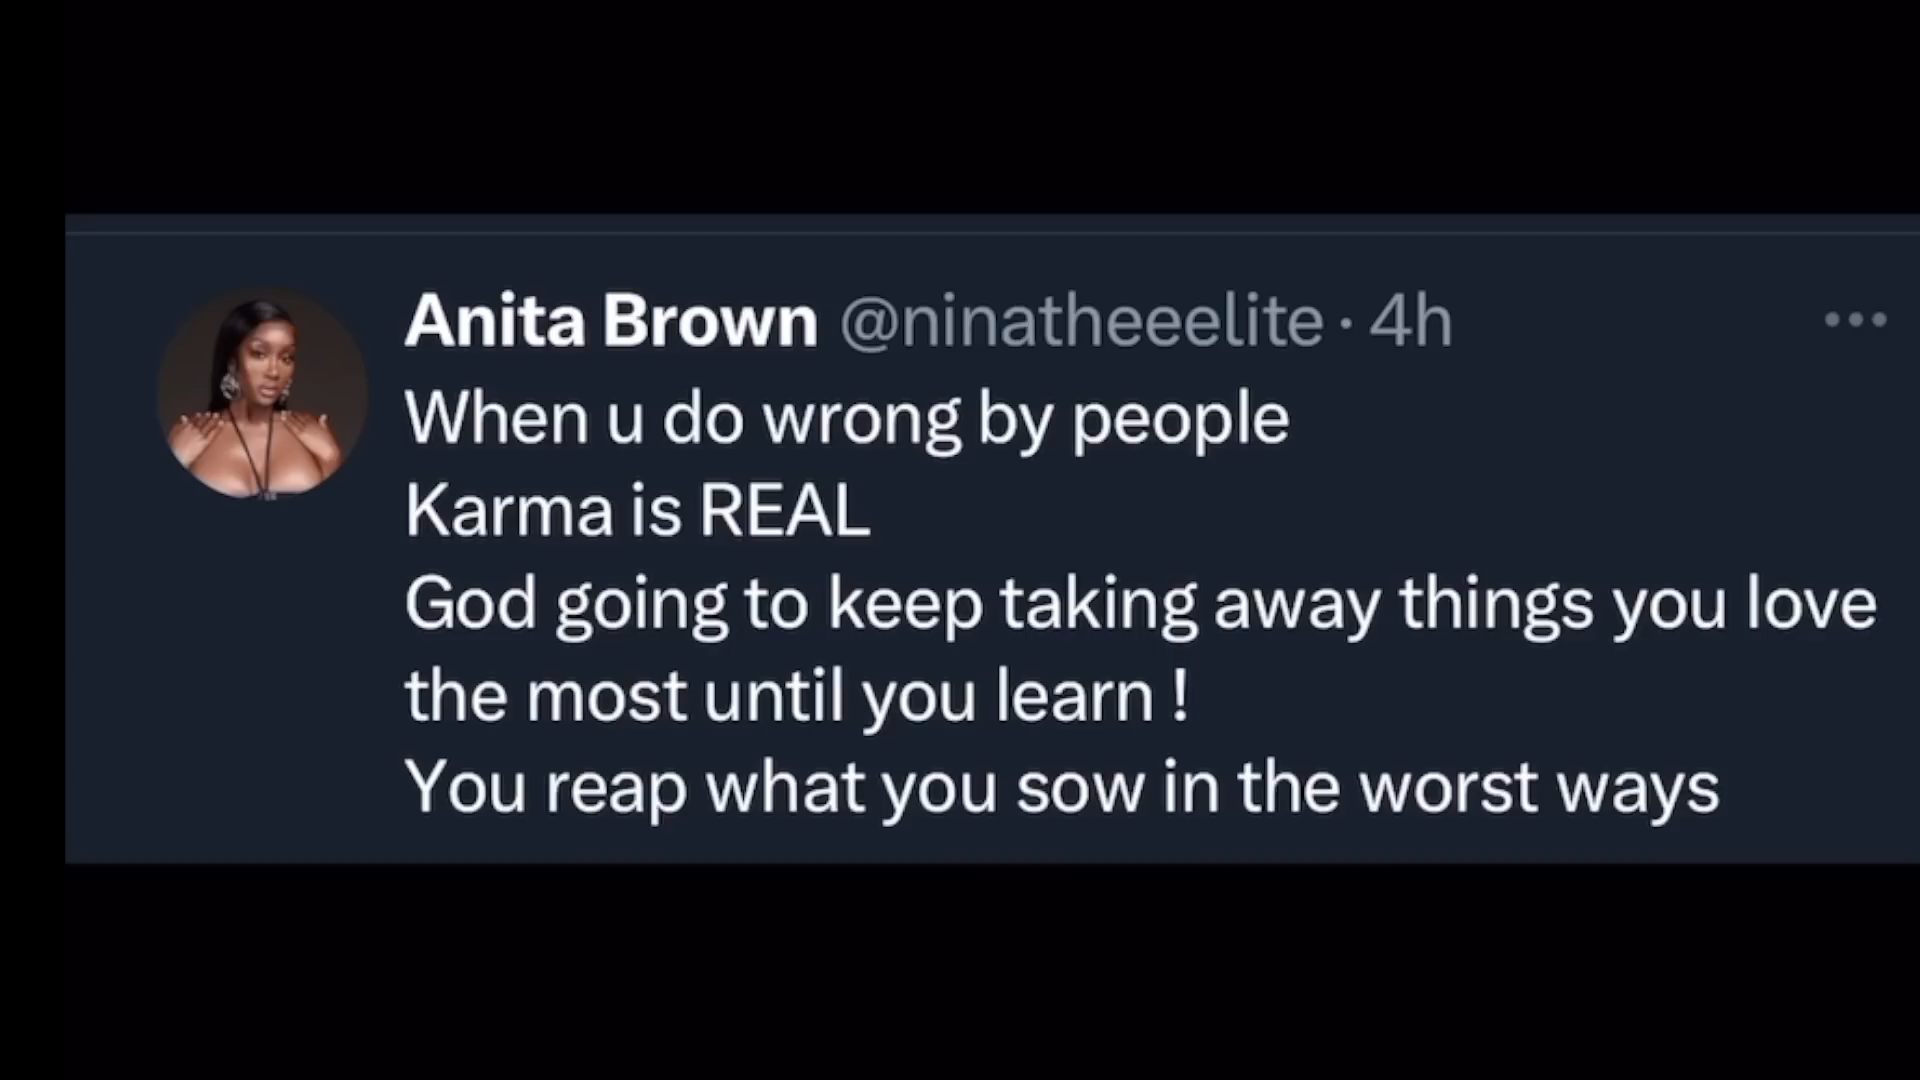 Anita Brown @ninatheeelite · 4h
When u do wrong by people
Karma is REAL
God going to keep taking away things you love
the most until you learn !
You reap what you sow in the worst ways